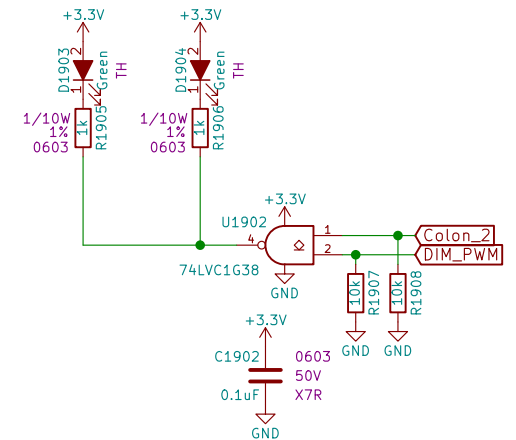 +3.3V
+3.3V
D1903
2
1
Green
TH
D1904
2
1
Green
TH
1/10W
1%
0603
1k
R1905
1/10W
1%
0603
1k
R1906
+3.3V
U1902
4
1
2
Colon_2
DIM_PWM
74LVC1G38
GND
10k
R1907
10k
R1908
GND
GND
+3.3V
C1902
0603
50V
0.1uF
X7R
GND